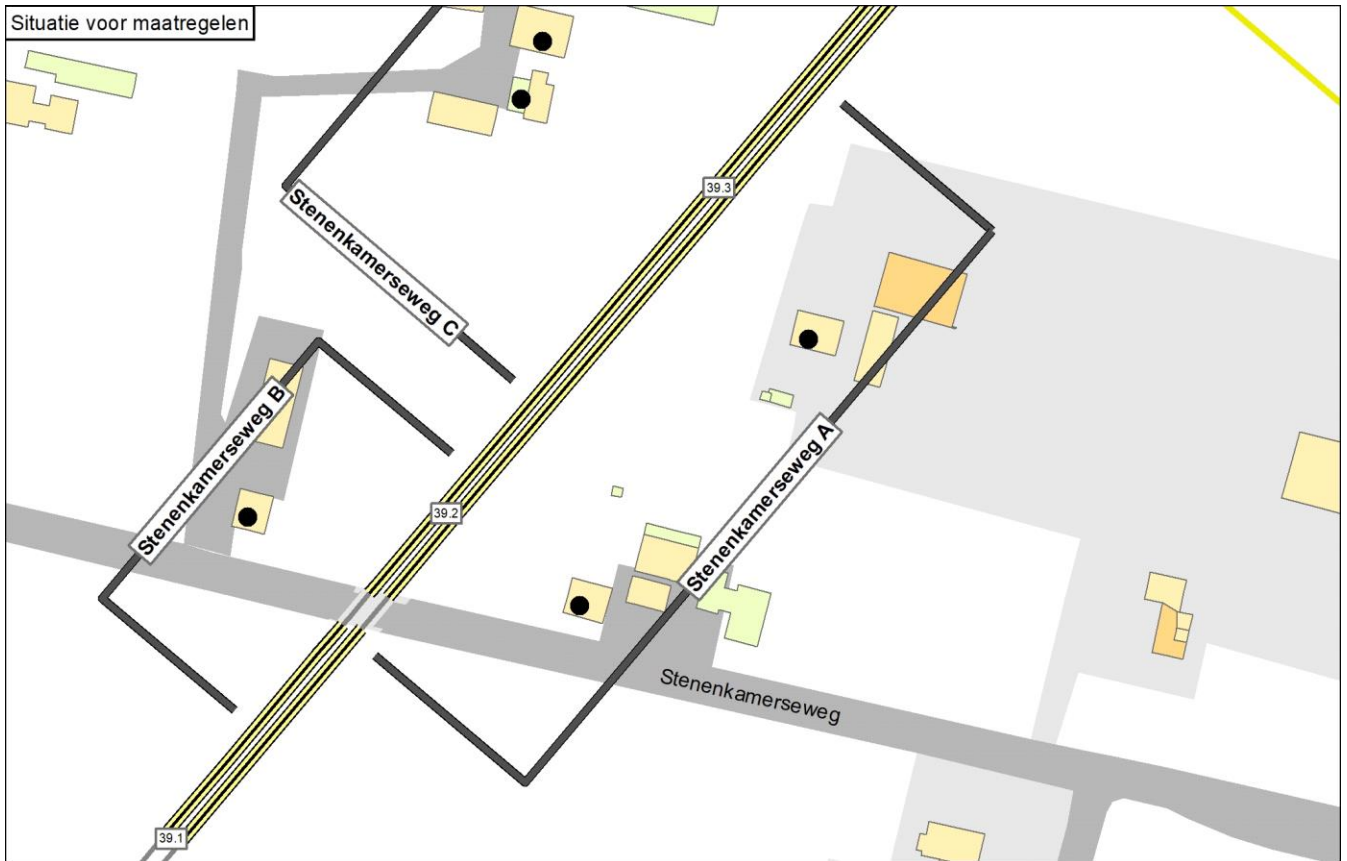 Situatie voor maatregelen
39.3
Stenenkamerseweg C
Stenenkamerseweg B
Stenenkamerseweg A
39.2
Stenenkamerseweg
39.1